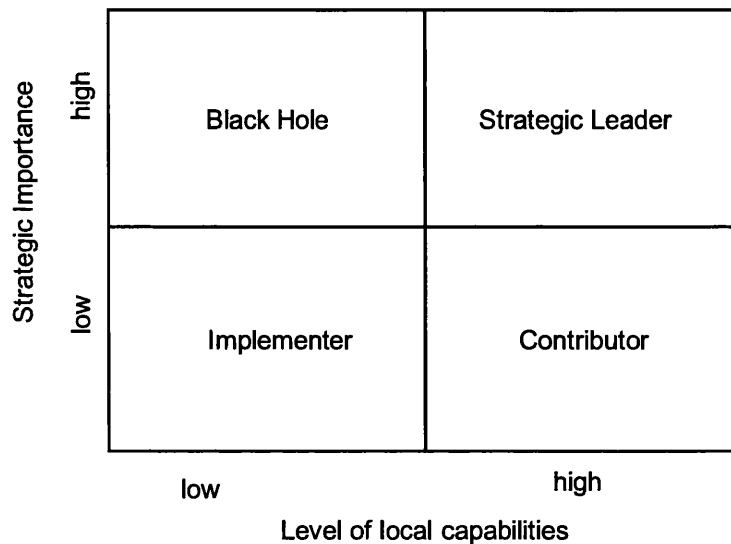 Strategic Importance
high
low
Black Hole
Strategic Leader
Implementer
Contributor
low
high
Level of local capabilities